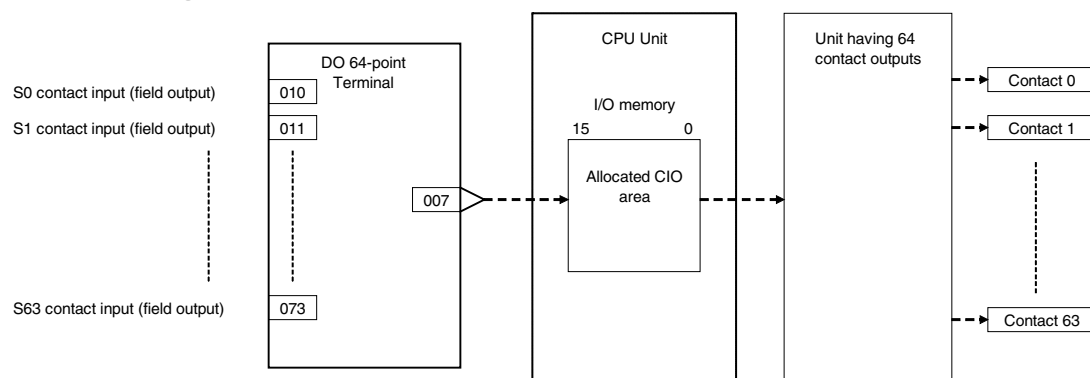 DO 64-point
Terminal
S0 contact input (field output)
010
S1 contact input (field output)
011
007
S63 contact input (field output)
073
CPU Unit
I/O memory
15 0
Allocated CIO
area
Unit having 64
contact outputs
Contact 0
Contact 1
Contact 63